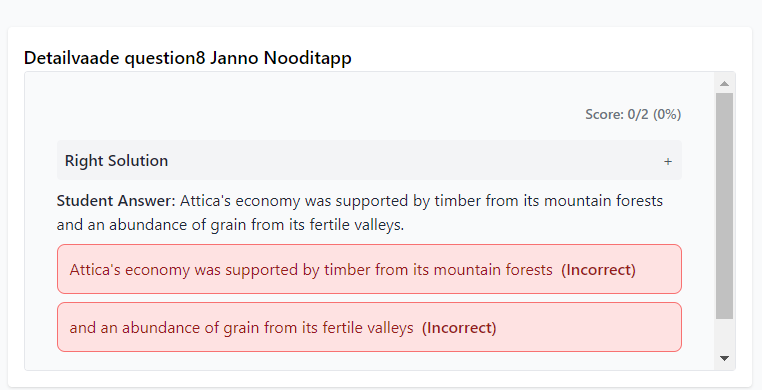 Detailvaade question8 Janno Nooditapp
Score: 0/2 (0%)
Right Solution +
Student Answer: Attica's economy was supported by timber from its mountain forests
and an abundance of grain from its fertile valleys.
Attica's economy was supported by timber from its mountain forests (Incorrect)
and an abundance of grain from its fertile valleys (Incorrect)